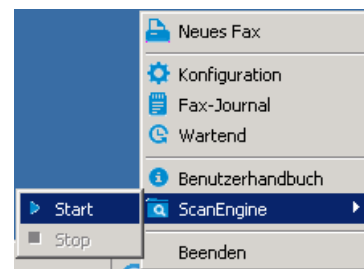 Neues Fax
Konfiguration
Fax-Journal
Wartend
Benutzerhandbuch
ScanEngine
Start
Stop
Beenden